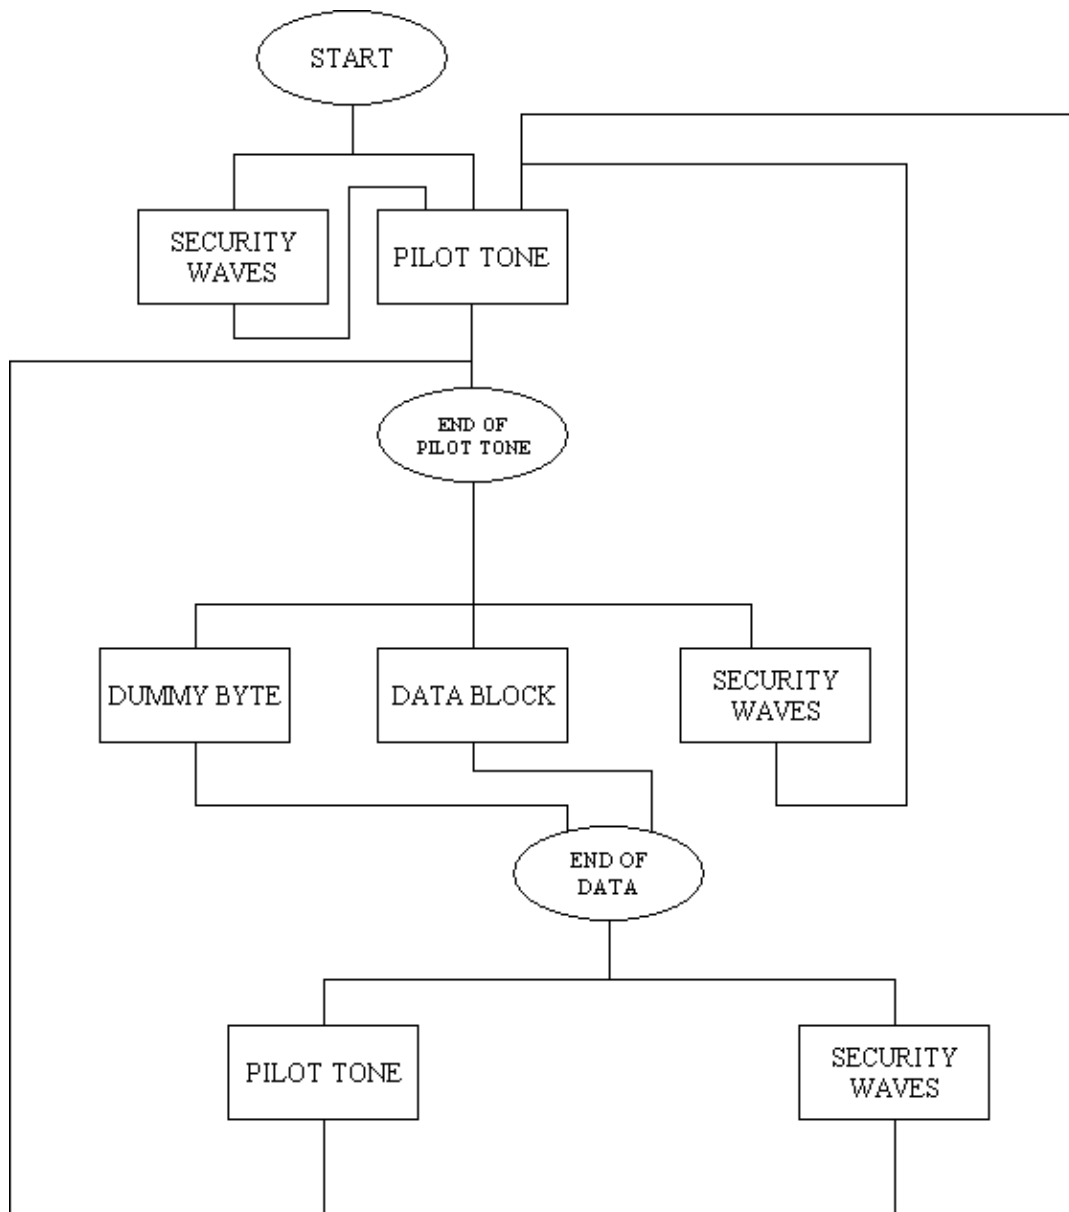 START
SECURITY
WAVES
PILOT TONE
END OF
PILOT TONE
DUMMY BYTE
DATA BLOCK
SECURITY
WAVES
END OF
DATA
PILOT TONE
SECURITY
WAVES